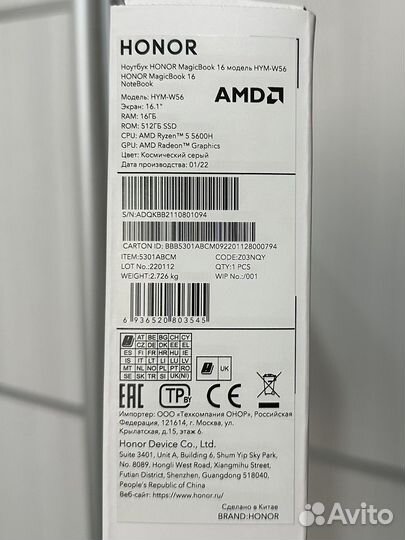 HONOR
Ноутбук HONOR MagicBook 16 модель HYM-W56
HONOR MagicBook 16
NoteBook
Модель: HYM-W56
AMD
Экран: 16.1"
RAM: 16ГБ
ROM: 512ГБ SSD
CPU: AMD Ryzen™ 5 5600H
GPU: AMD Radeon™ Graphics
Цвет: Космический серый
Дата производства: 01/22
S/N:ADQKBB2110801094
CARTON ID: BBB5301ABCM092201128000794
ITEM:5301ABCM CODE:Z03NQY
LOT No.:220112 QTY:1 PCS
WEIGHT:2.726 kg WIP No.:/001
6 936520 803545
AT BE BG CH CY
CZ DE DK EE EL
ES FI FR HR HU IE
IS IT LT LI LU LV
MT NL NO PL PT RO
SE SK TR UK(NI)
UK
EAC
TP BY
Импортер: ООО «Техкомпания ОНОР», Российская
Федерация, 121614, г. Москва, ул.
Крылатская, д.15, этаж 6.
Honor Device Co., Ltd.
Suite 3401, Unit A, Building 6, Shum Yip Sky Park,
No. 8089, Hongli West Road, Xiangmihu Street,
Futian District, Shenzhen, Guangdong 518040,
People's Republic of China
Веб-сайт: https://www.honor.ru/
Сделано в Китае
BRAND:HONOR
Avito